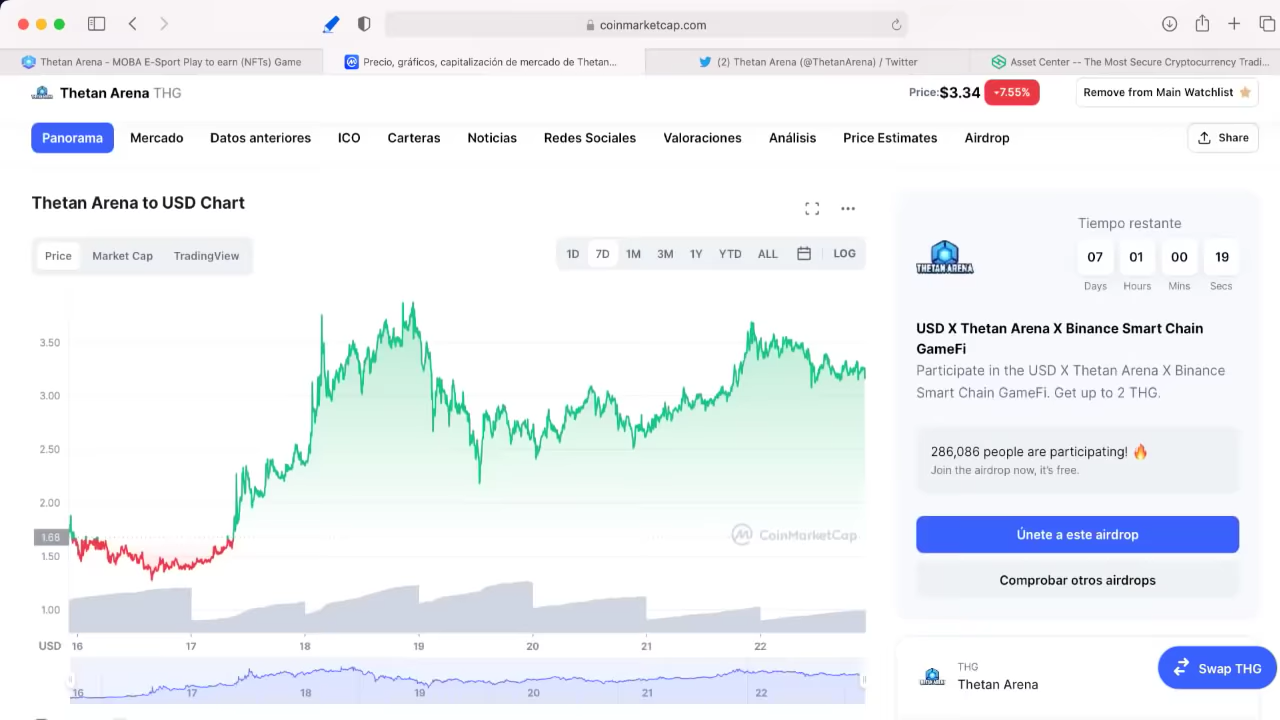 coinmarketcap.com
Thetan Arena - MOBA E-Sport Play to earn (NFTs) Game
Precio, gráficos, capitalización de mercado de Thetan...
(2) Thetan Arena (@ThetanArena) / Twitter
Asset Center -- The Most Secure Cryptocurrency Tradi...
Thetan Arena THG
Price:$3.34 -7.55%
Remove from Main Watchlist
Panorama Mercado Datos anteriores ICO Carteras Noticias Redes Sociales Valoraciones Análisis Price Estimates Airdrop
Share
Thetan Arena to USD Chart
Price Market Cap TradingView
1D 7D 1M 3M 1Y YTD ALL LOG
3.50
3.00
2.50
2.00
1.68
1.50
1.00
CoinMarketCap
USD 16 17 18 19 20 21 22
16 17 18 19 20 21 22
THETAN ARENA
Tiempo restante
07 01 00 19
Days Hours Mins Secs
USD X Thetan Arena X Binance Smart Chain
GameFi
Participate in the USD X Thetan Arena X Binance
Smart Chain GameFi. Get up to 2 THG.
286,086 people are participating! 🔥
Join the airdrop now, it's free.
Únete a este airdrop
Comprobar otros airdrops
THG
Thetan Arena
Swap THG